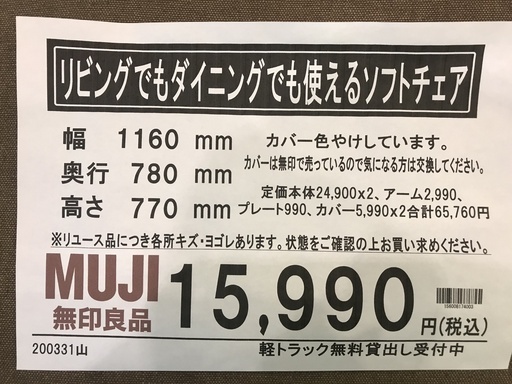 リビングでもダイニングでも使えるソフトチェア
幅 1160 mm
カバー色やけしています。
カバーは無印で売っているので気になる方は交換してください。
奥行 780 mm
定価本体24,900x2、アーム2,990、
高さ 770 mm
プレート990、カバー5,990x2合計65,760円
※リユース品につき各所キズ・ヨゴレあります。状態をご確認の上お買い求めください。
MUJI
無印良品
15,990
円(税込)
200331山
軽トラック無料貸出し受付中